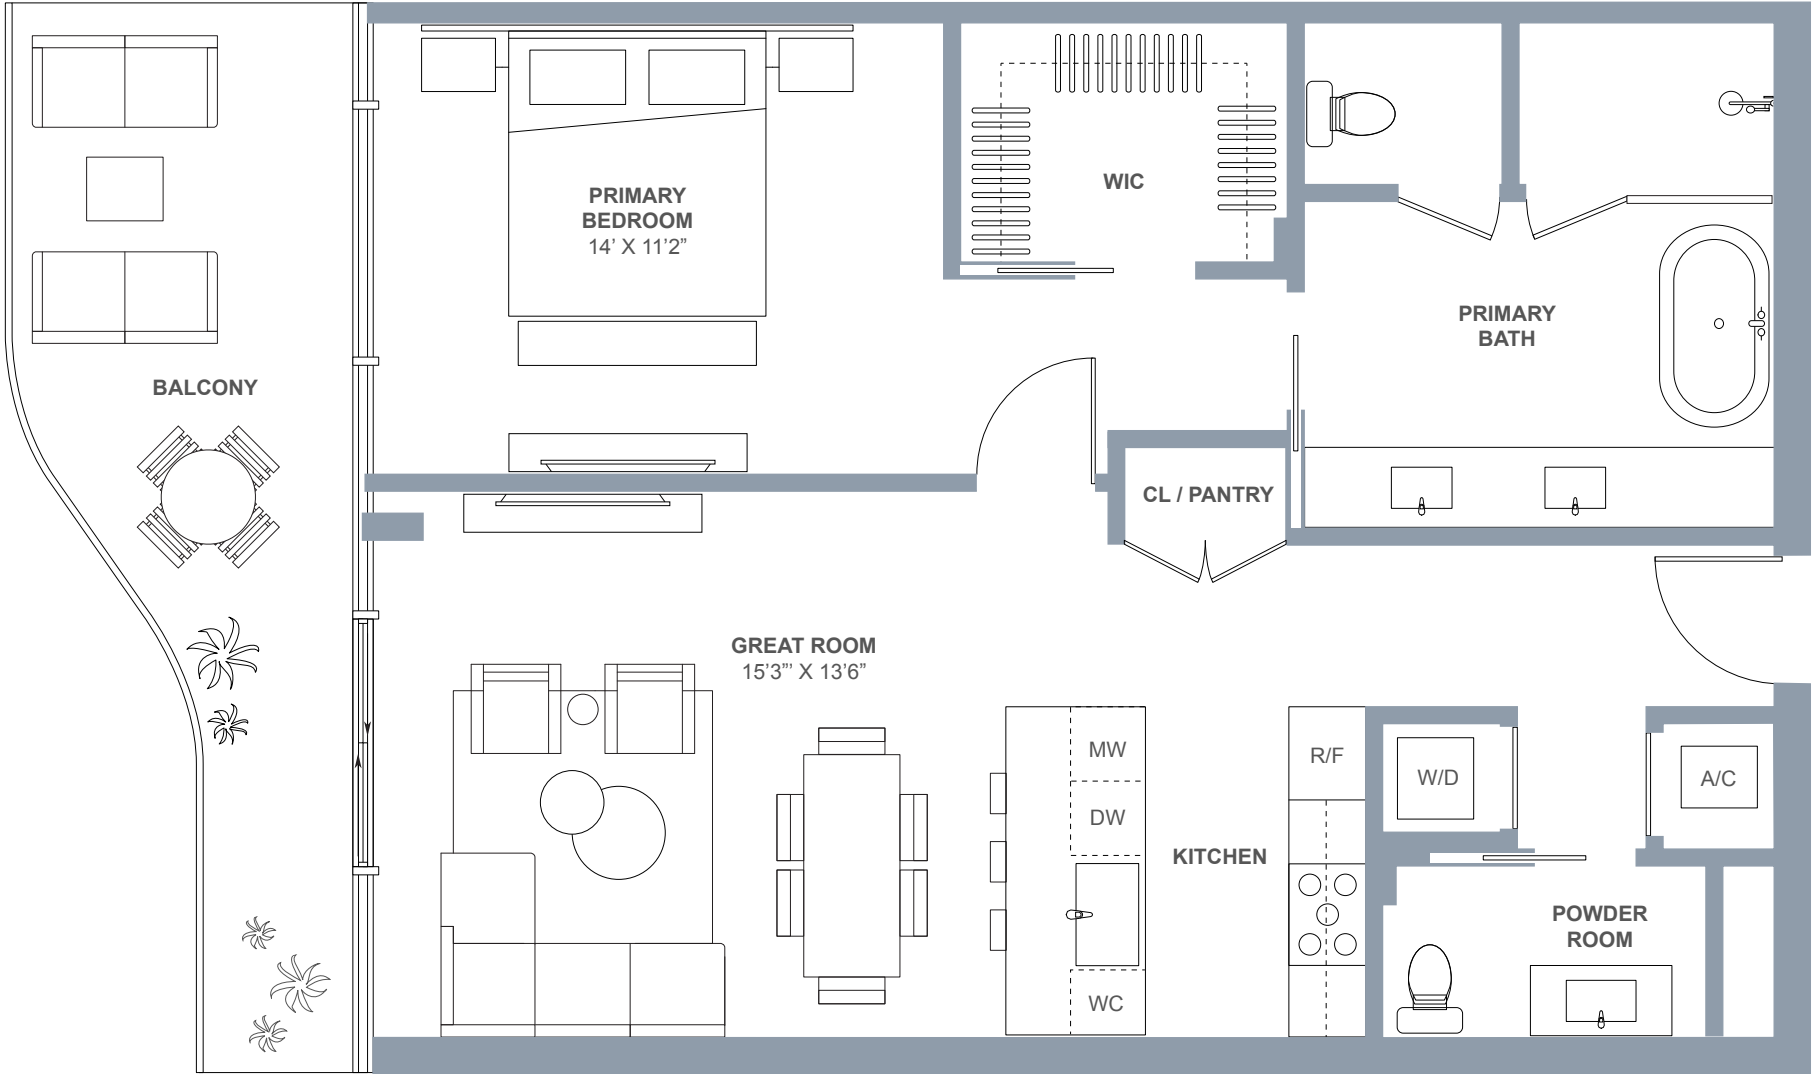 WIC
PRIMARY
BEDROOM
14’ X 11’2”
PRIMARY
BATH
BALCONY
CL / PANTRY
GREAT ROOM
15’3”’ X 13’6”
MW
R/F
W/D
A/C
DW
KITCHEN
POWDER
ROOM
WC